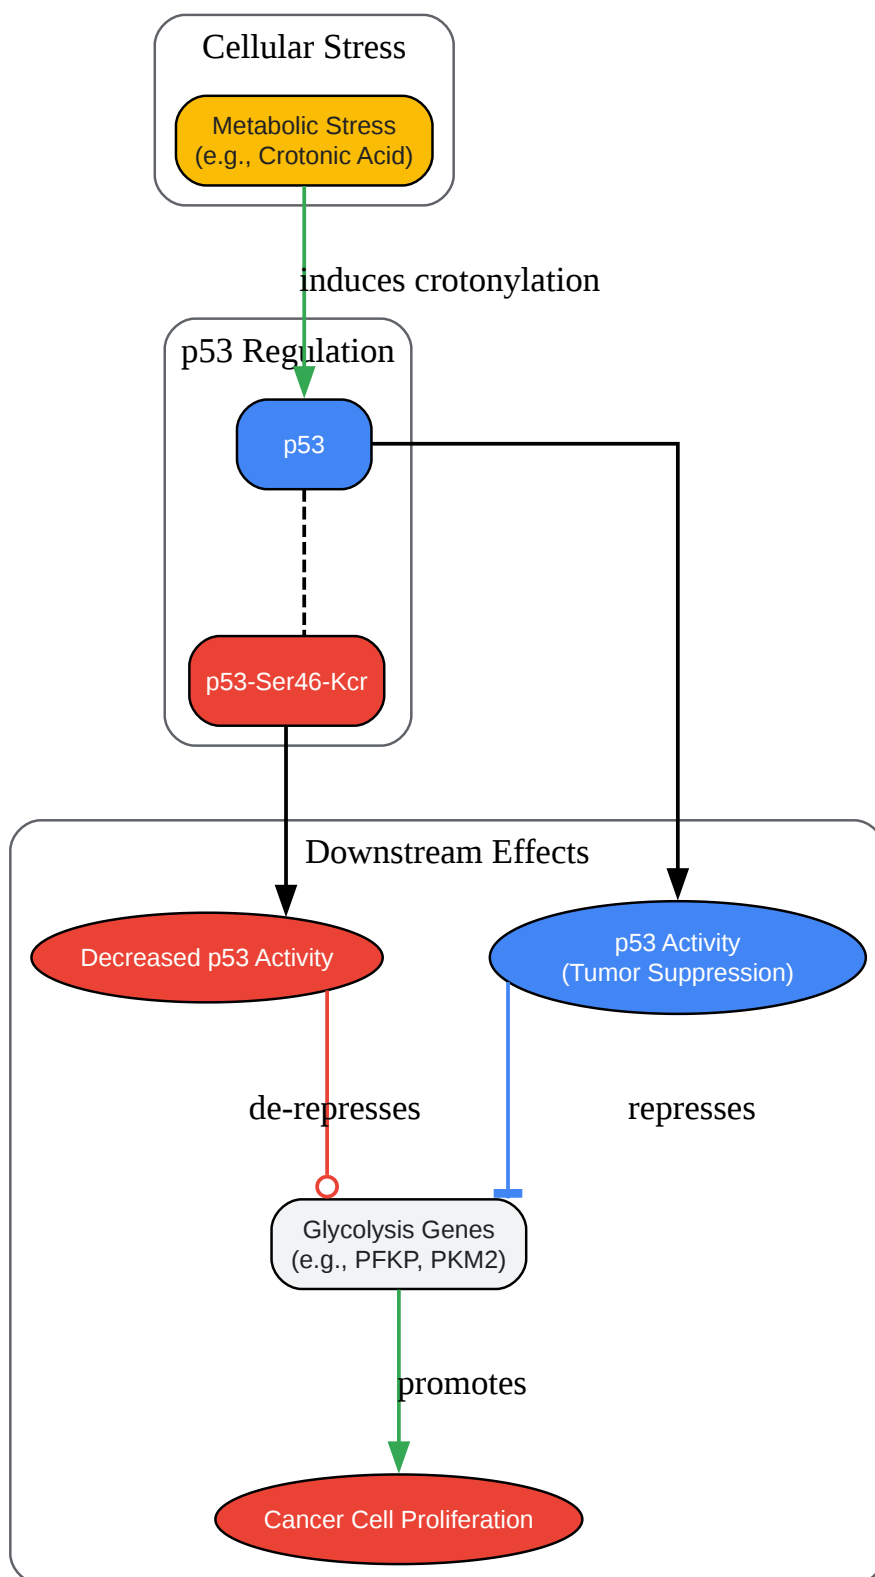 Cellular Stress
Metabolic Stress
(e.g., Crotonic Acid)
induces crotonylation
p53 Regulation
p53
p53-Ser46-Kcr
Downstream Effects
Decreased p53 Activity
p53 Activity
(Tumor Suppression)
de-represses
represses
Glycolysis Genes
(e.g., PFKP, PKM2)
promotes
Cancer Cell Proliferation